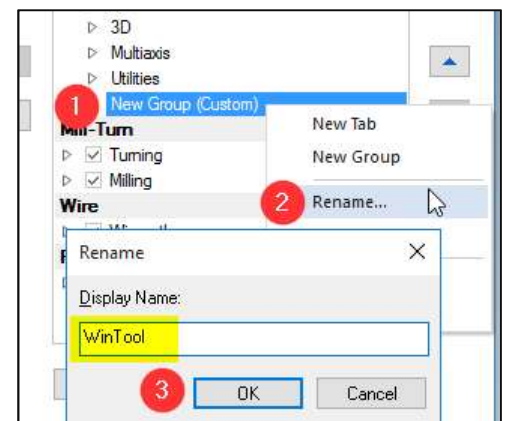 3D
Multiaxis
Utilities
1
New Group (Custom)
Mill-Turn
Turning
Milling
Wire
New Tab
New Group
2
Rename...
Rename
Display Name:
WinTool
3
OK
Cancel